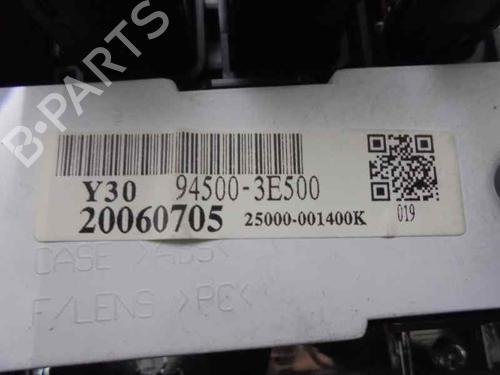 B-PARTS
Y30 94500-3E500
20060705 25000-001400K
019
CASE >ABS<
F/LENS >PC<